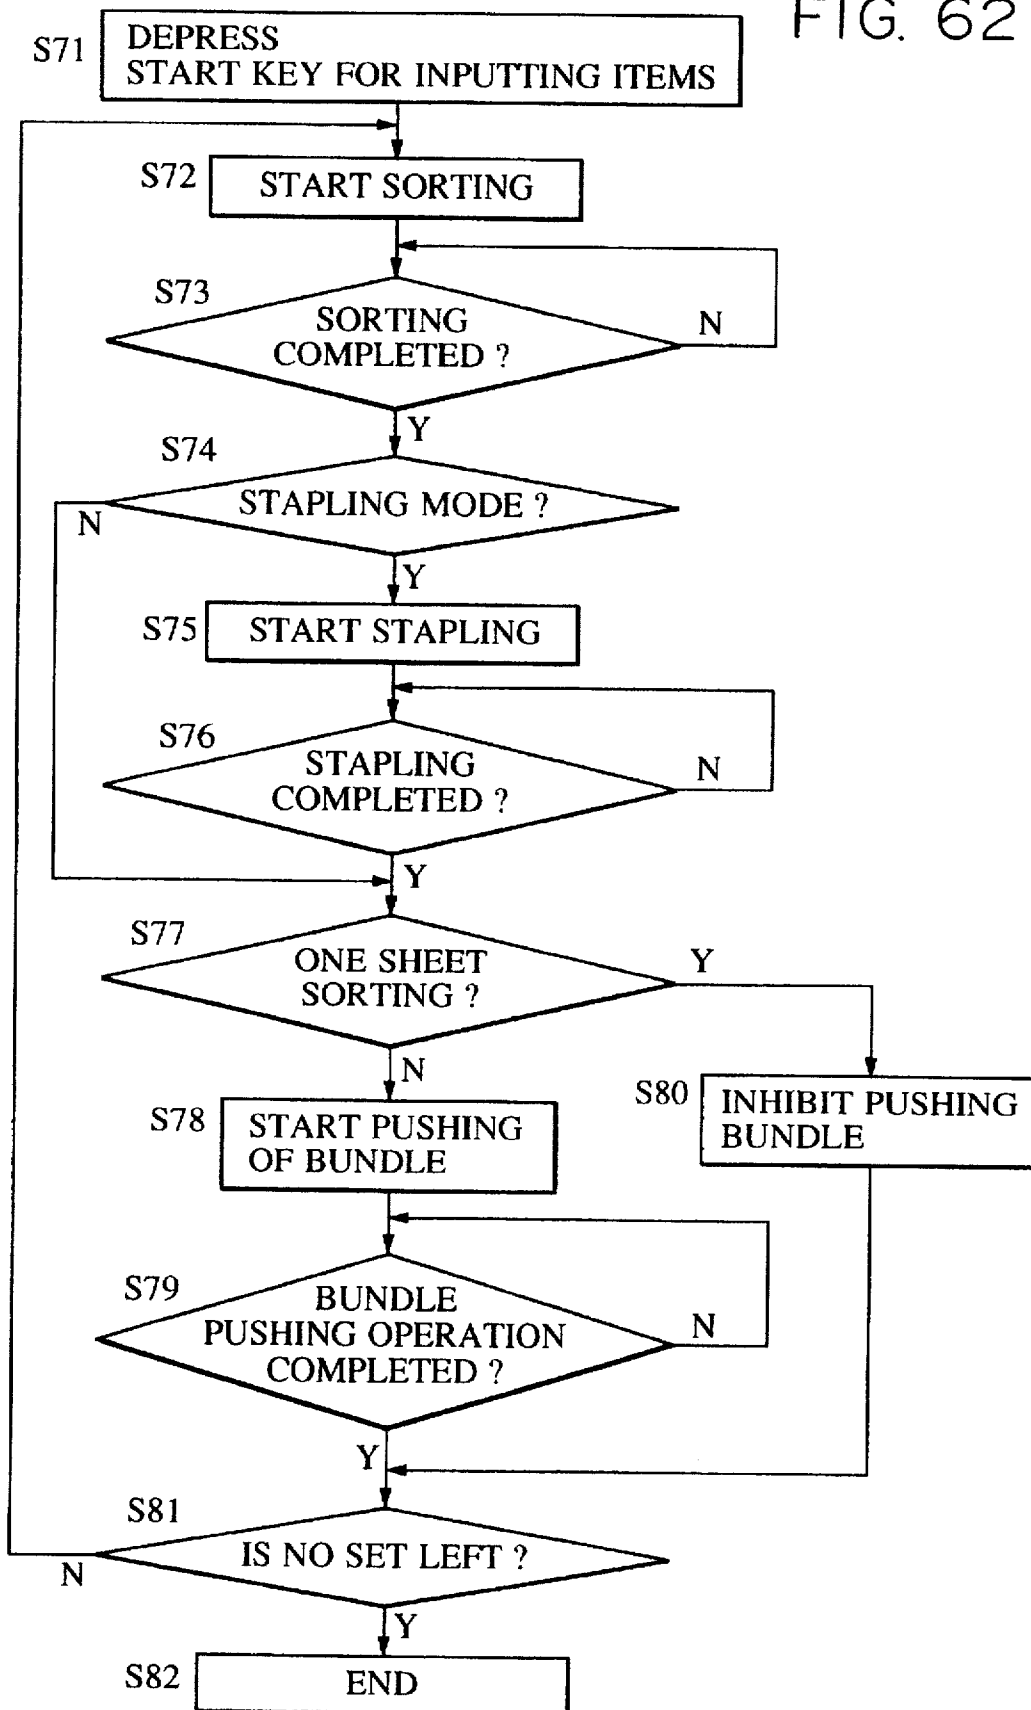 FIG. 62
S71
DEPRESS
START KEY FOR INPUTTING ITEMS
S72
START SORTING
S73
SORTING
COMPLETED ?
N
Y
S74
STAPLING MODE ?
N
Y
S75
START STAPLING
S76
STAPLING
COMPLETED ?
N
Y
S77
ONE SHEET
SORTING ?
Y
N
S78
START PUSHING
OF BUNDLE
S80
INHIBIT PUSHING
BUNDLE
S79
BUNDLE
PUSHING OPERATION
COMPLETED ?
N
Y
S81
IS NO SET LEFT ?
N
Y
S82
END